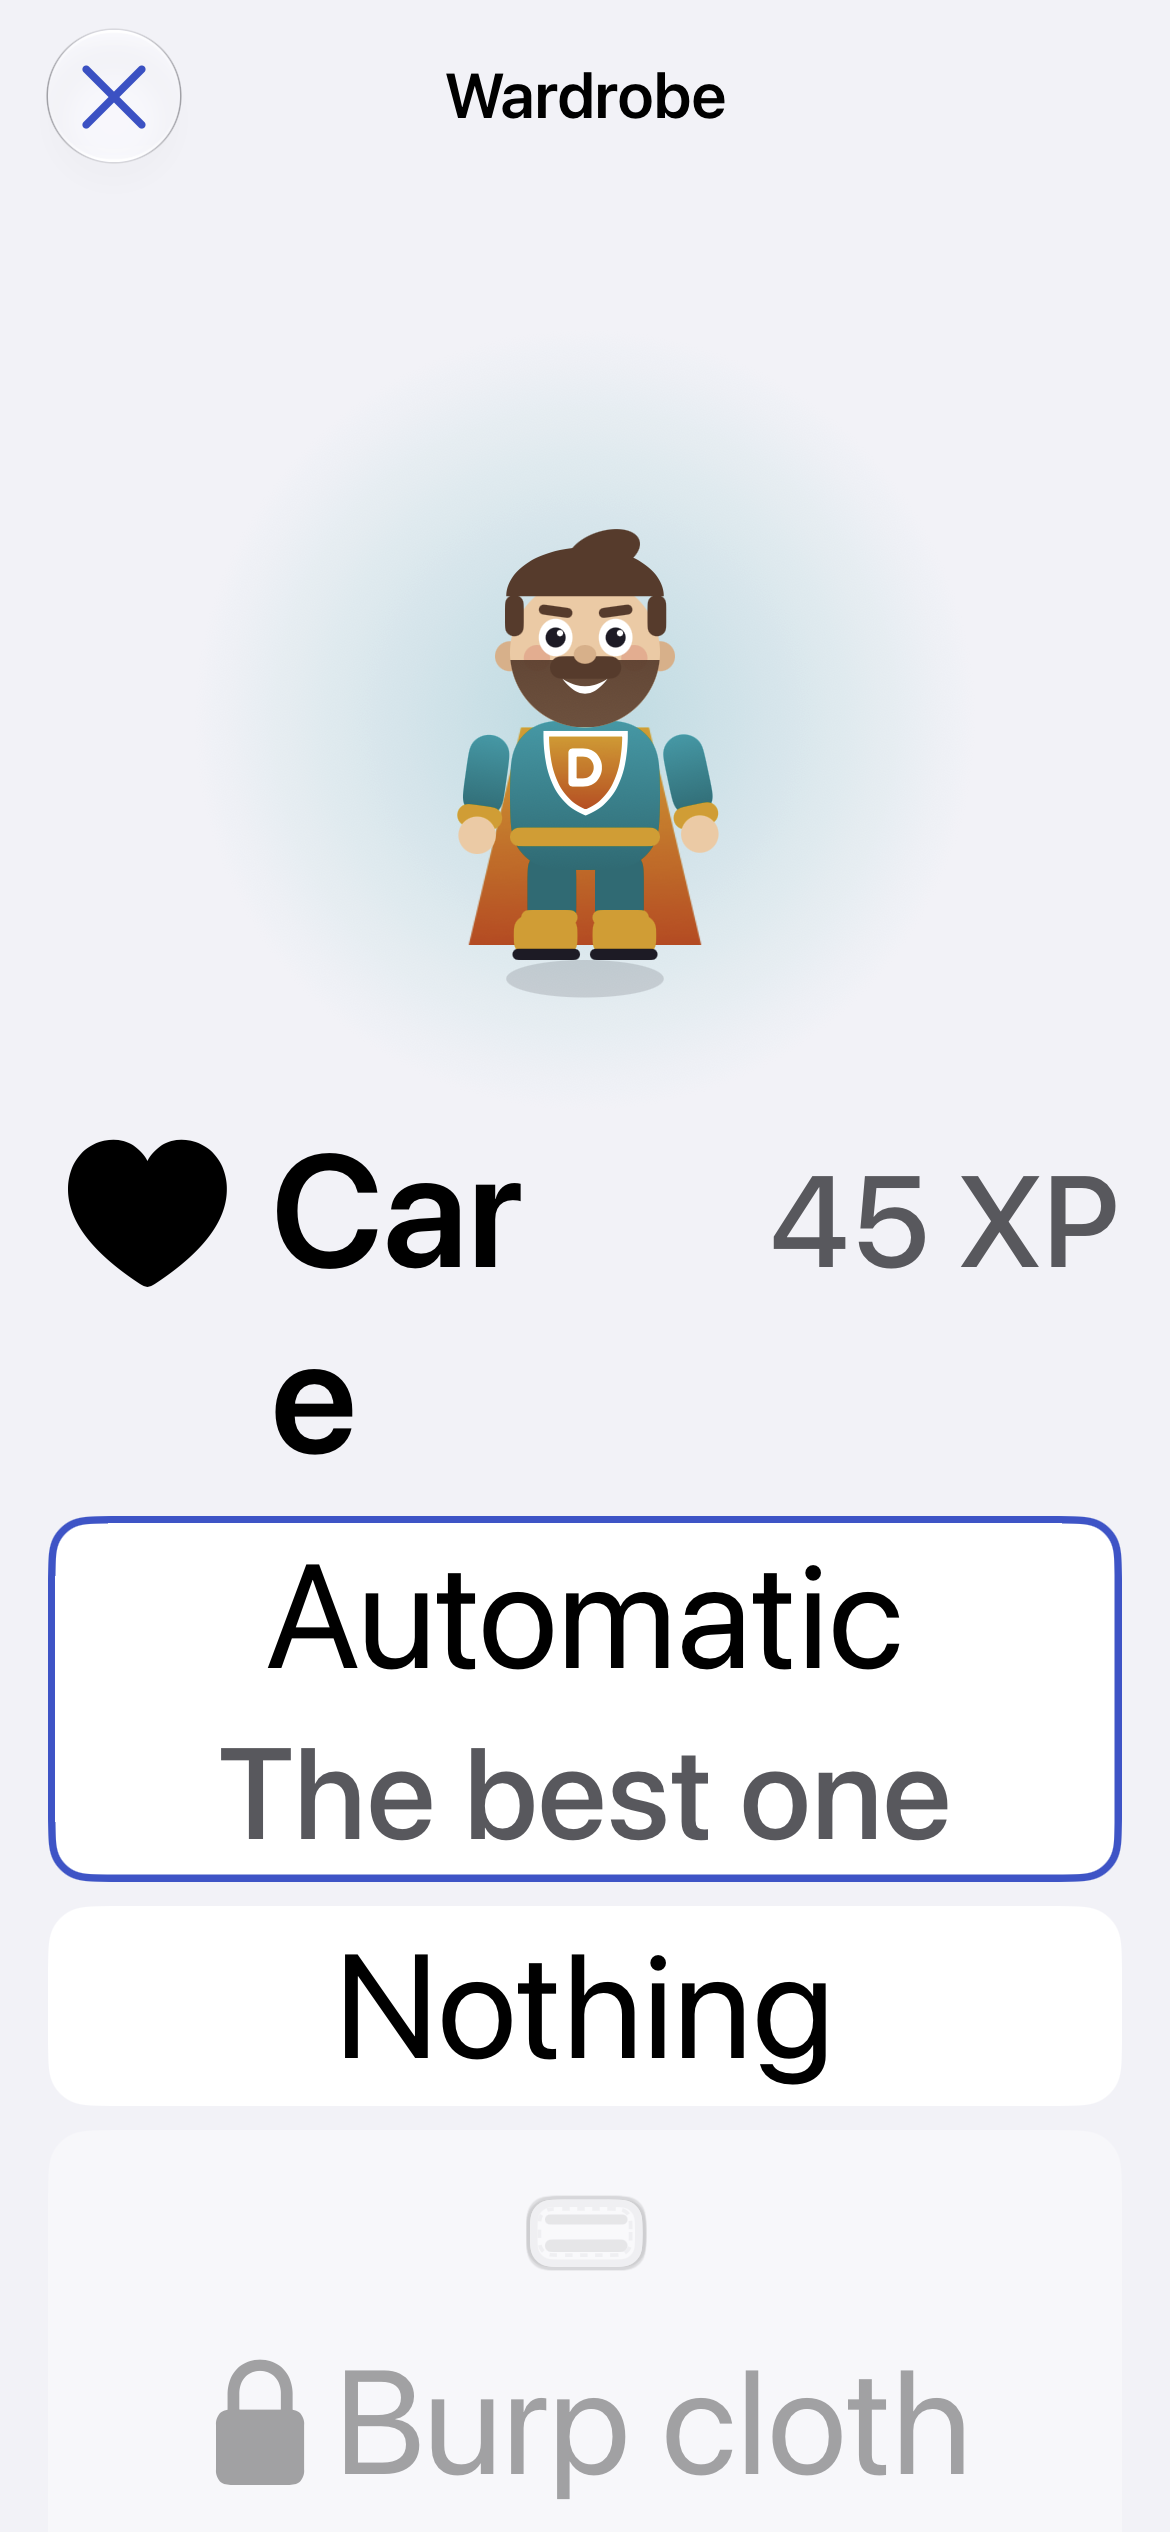 Wardrobe
D
Car
e
45 XP
Automatic
The best one
Nothing
Burp cloth